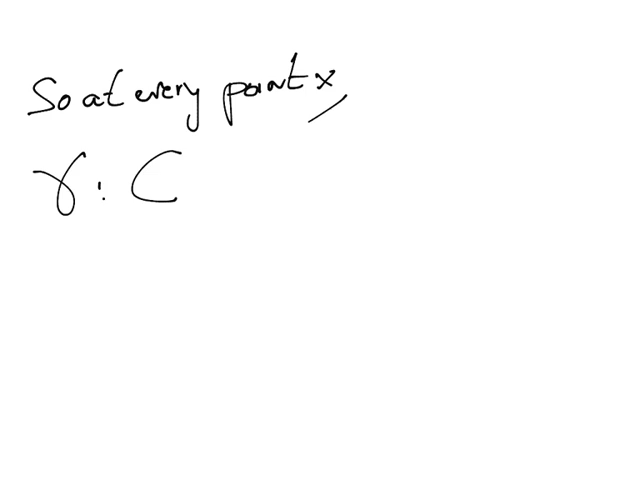 So at every point x,
γ : C